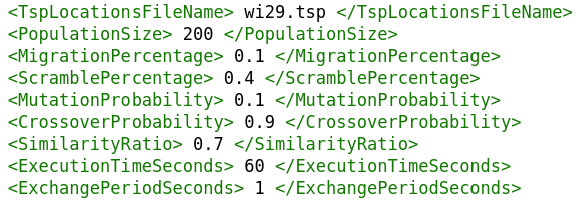 <TspLocationsFileName> wi29.tsp </TspLocationsFileName>
<PopulationSize> 200 </PopulationSize>
<MigrationPercentage> 0.1 </MigrationPercentage>
<ScramblePercentage> 0.4 </ScramblePercentage>
<MutationProbability> 0.1 </MutationProbability>
<CrossoverProbability> 0.9 </CrossoverProbability>
<SimilarityRatio> 0.7 </SimilarityRatio>
<ExecutionTimeSeconds> 60 </ExecutionTimeSeconds>
<ExchangePeriodSeconds> 1 </ExchangePeriodSeconds>